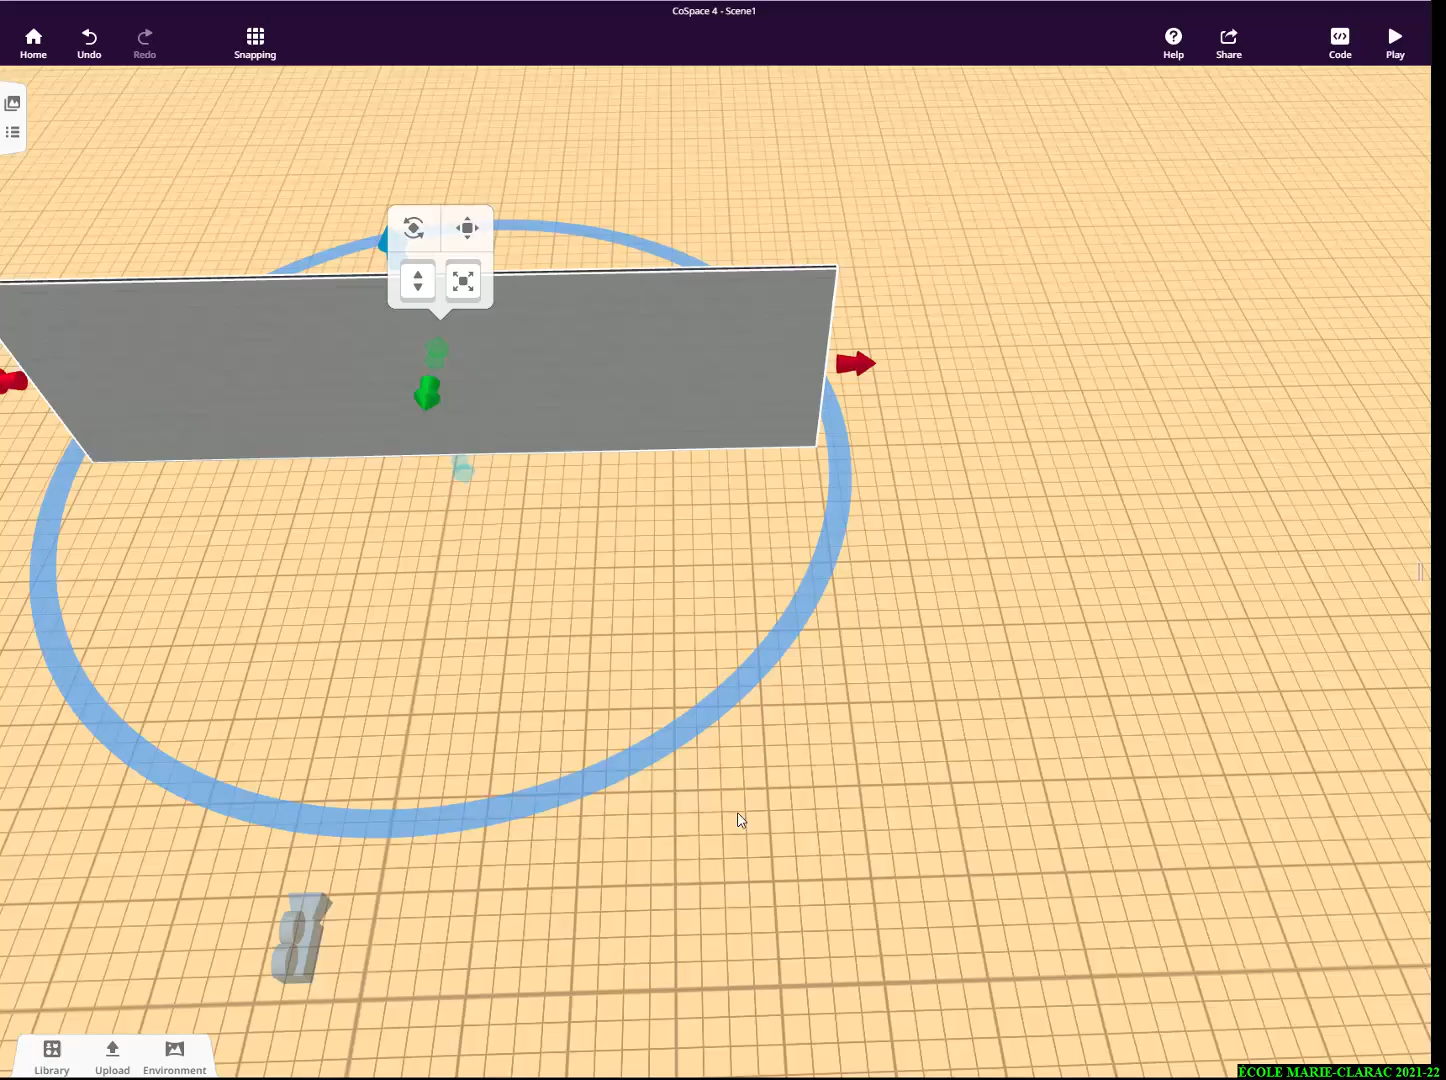 CoSpace 4 - Scene1
Home
Undo
Redo
Snapping
Help
Share
Code
Play
Library
Upload
Environment
ÉCOLE MARIE-CLARAC 2021-22